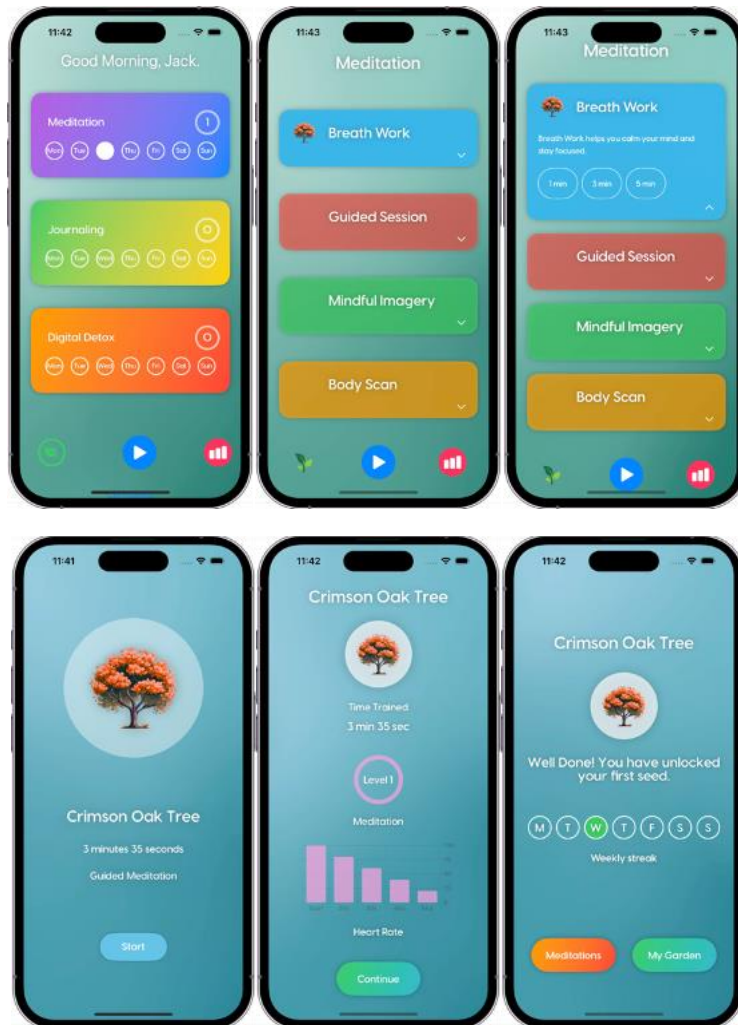 11:42
Good Morning, Jack.
Meditation
1
Mon Tue Thu Fri Sat Sun
Journaling
0
Mon Tue Wed Thu Fri Sat Sun
Digital Detox
0
Mon Tue Wed Thu Fri Sat Sun
11:43
Meditation
Breath Work
Guided Session
Mindful Imagery
Body Scan
11:43
Meditation
Breath Work
Breath Work helps you calm your mind and
stay focused.
1 min 3 min 5 min
Guided Session
Mindful Imagery
Body Scan
11:41
Crimson Oak Tree
3 minutes 35 seconds
Guided Meditation
Start
11:42
Crimson Oak Tree
Time Trained
3 min 35 sec
Level 1
Meditation
Heart Rate
Continue
11:42
Crimson Oak Tree
Well Done! You have unlocked
your first seed.
M T W T F S S
Weekly streak
Meditations My Garden